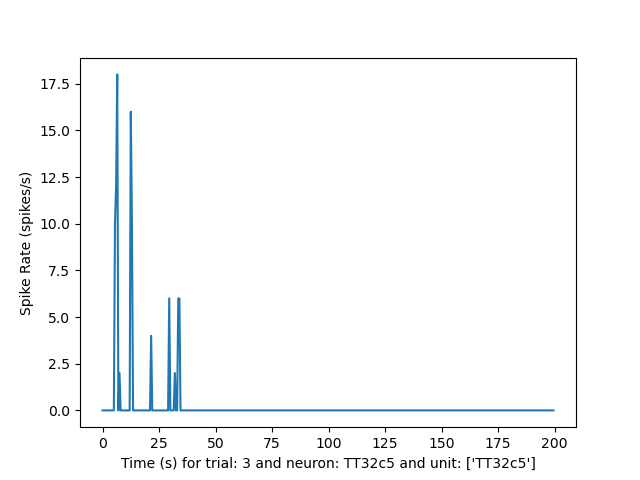 17.5
15.0
12.5
10.0
7.5
5.0
2.5
0.0
Spike Rate (spikes/s)
0 25 50 75 100 125 150 175 200
Time (s) for trial: 3 and neuron: TT32c5 and unit: ['TT32c5']